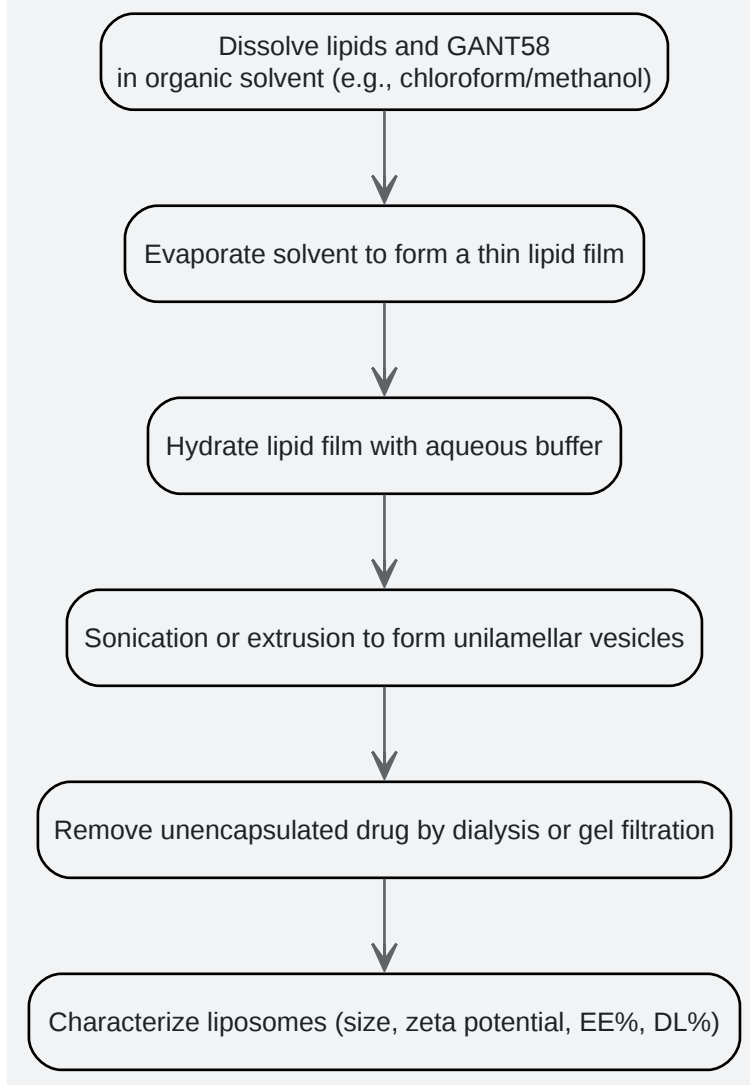 Dissolve lipids and GANT58
in organic solvent (e.g., chloroform/methanol)
Evaporate solvent to form a thin lipid film
Hydrate lipid film with aqueous buffer
Sonication or extrusion to form unilamellar vesicles
Remove unencapsulated drug by dialysis or gel filtration
Characterize liposomes (size, zeta potential, EE%, DL%)